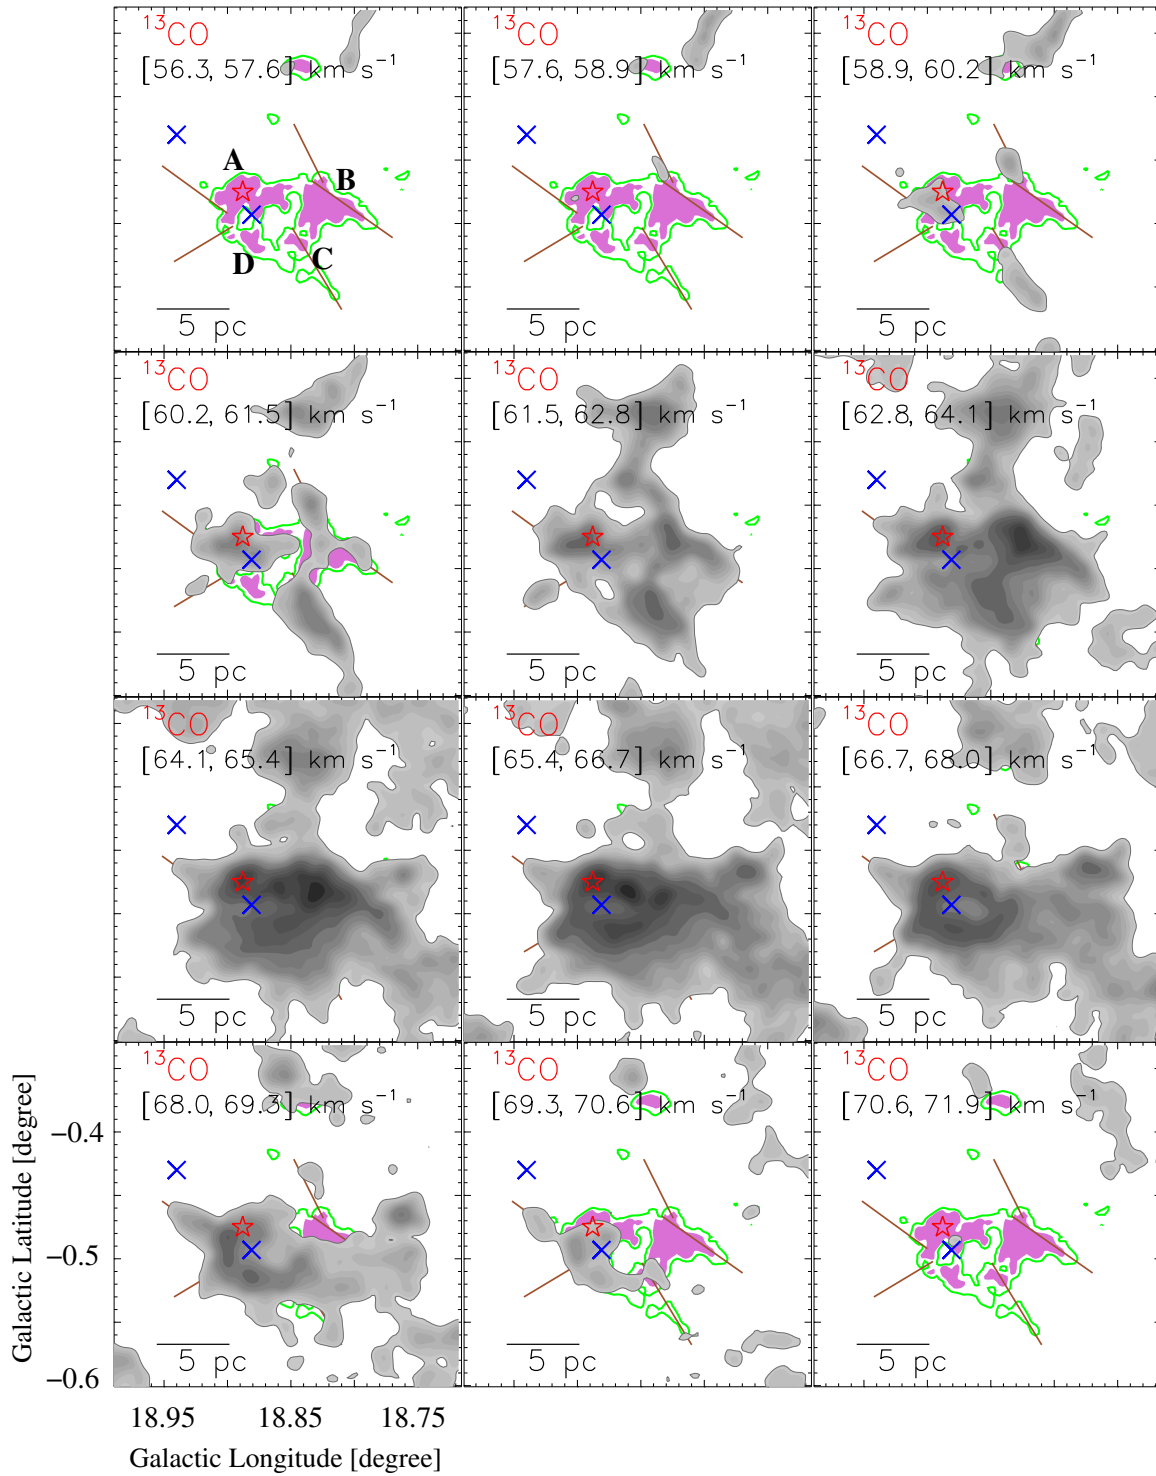 ¹³CO ¹³CO ¹³CO
[56.3, 57.6] km s⁻¹ [57.6, 58.9] km s⁻¹ [58.9, 60.2] km s⁻¹
A
B
C
D
5 pc 5 pc 5 pc
¹³CO ¹³CO ¹³CO
[60.2, 61.5] km s⁻¹ [61.5, 62.8] km s⁻¹ [62.8, 64.1] km s⁻¹
5 pc 5 pc 5 pc
¹³CO ¹³CO ¹³CO
[64.1, 65.4] km s⁻¹ [65.4, 66.7] km s⁻¹ [66.7, 68.0] km s⁻¹
5 pc 5 pc 5 pc
¹³CO ¹³CO ¹³CO
[68.0, 69.3] km s⁻¹ [69.3, 70.6] km s⁻¹ [70.6, 71.9] km s⁻¹
5 pc 5 pc 5 pc
Galactic Latitude [degree]
−0.4
−0.5
−0.6
18.95 18.85 18.75
Galactic Longitude [degree]